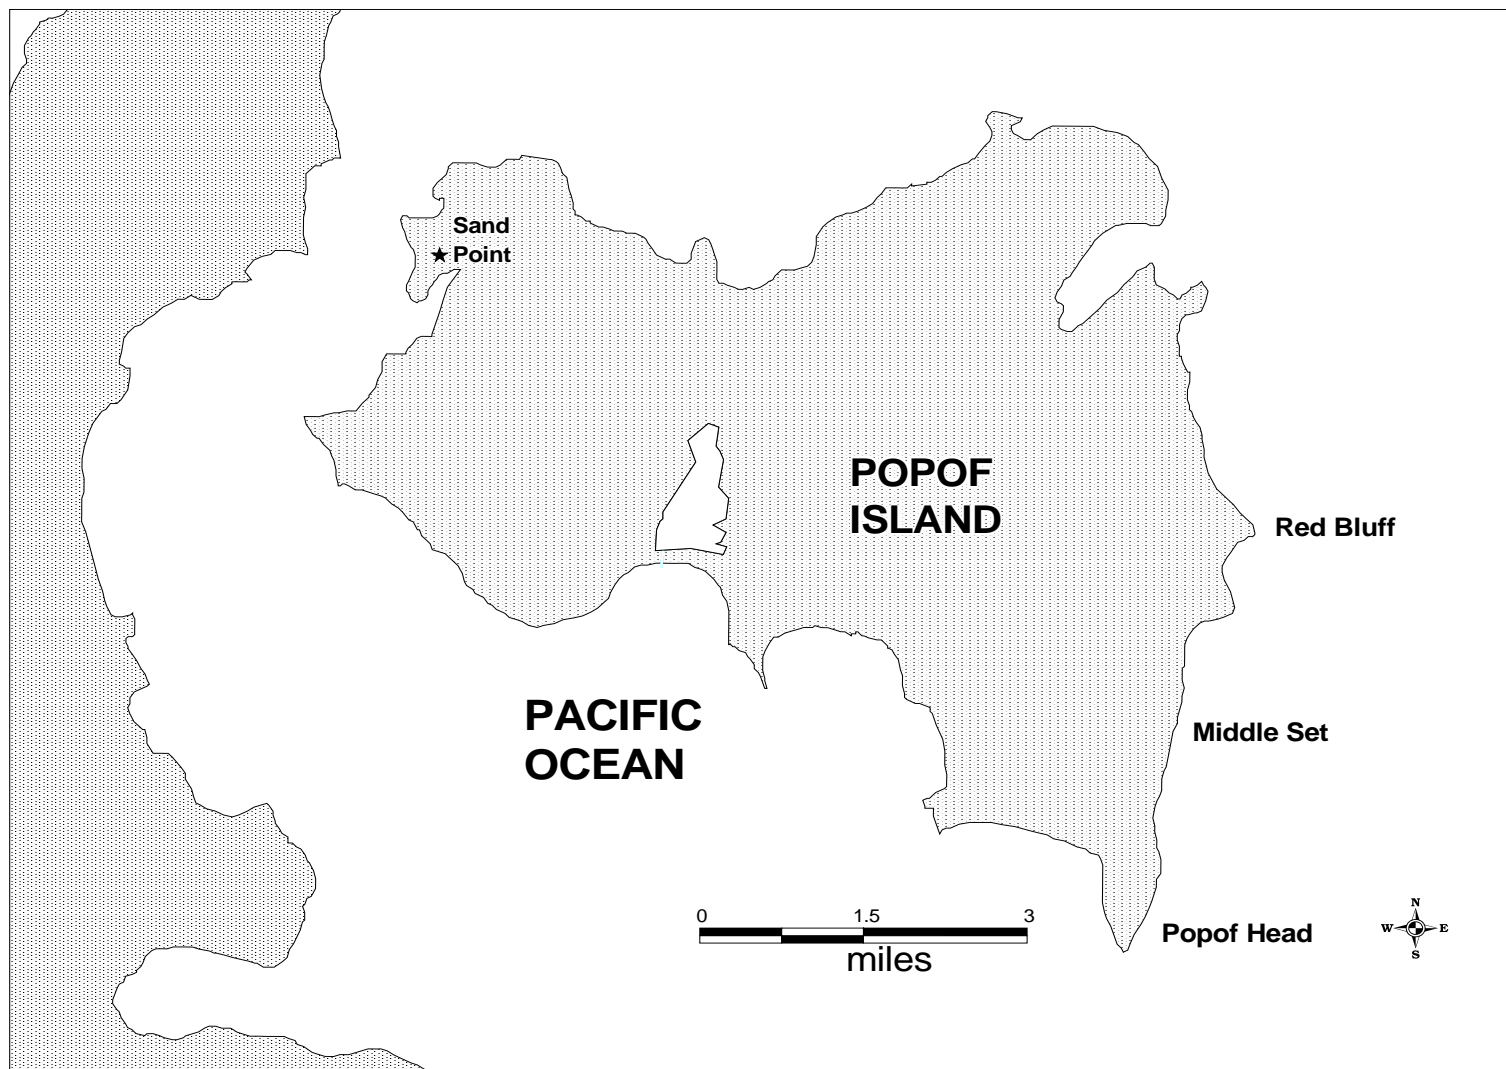 Sand
Point
POPOF
ISLAND
Red Bluff
PACIFIC
OCEAN
Middle Set
0 1.5 3
miles
Popof Head
N
W E
S